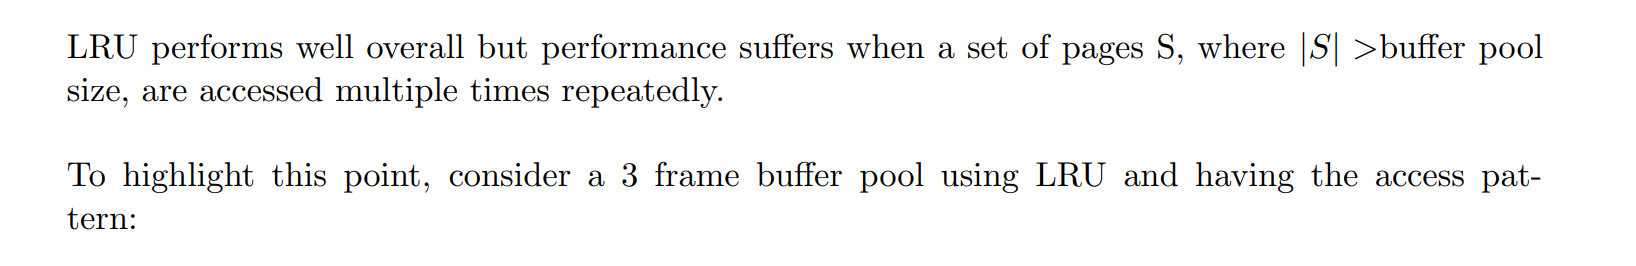 LRU performs well overall but performance suffers when a set of pages S, where |S| >buffer pool
size, are accessed multiple times repeatedly.
To highlight this point, consider a 3 frame buffer pool using LRU and having the access pat-
tern: